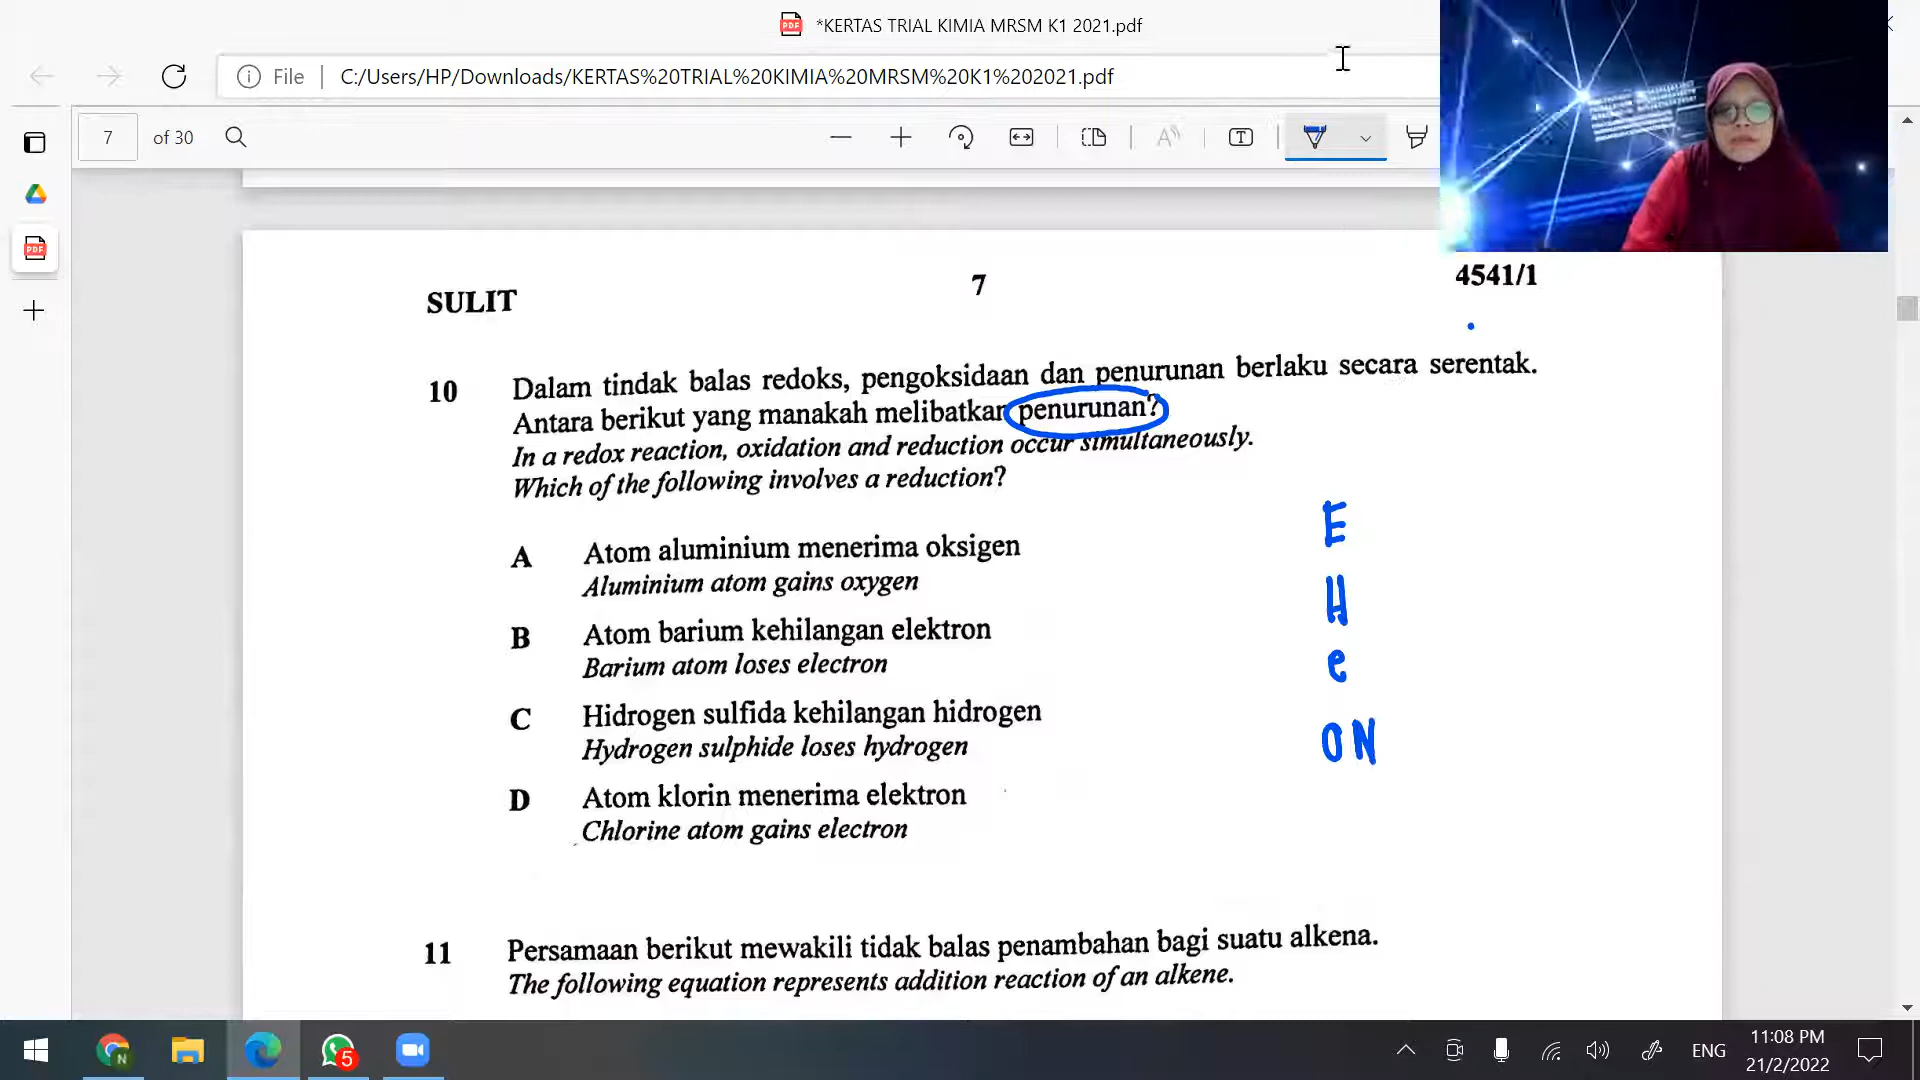 *KERTAS TRIAL KIMIA MRSM K1 2021.pdf
File
C:/Users/HP/Downloads/KERTAS%20TRIAL%20KIMIA%20MRSM%20K1%202021.pdf
7 of 30
SULIT
7
4541/1
10 Dalam tindak balas redoks, pengoksidaan dan penurunan berlaku secara serentak.
Antara berikut yang manakah melibatkan penurunan?
In a redox reaction, oxidation and reduction occur simultaneously.
Which of the following involves a reduction?
A Atom aluminium menerima oksigen
Aluminium atom gains oxygen
B Atom barium kehilangan elektron
Barium atom loses electron
C Hidrogen sulfida kehilangan hidrogen
Hydrogen sulphide loses hydrogen
D Atom klorin menerima elektron
Chlorine atom gains electron
E
H
e
ON
11 Persamaan berikut mewakili tidak balas penambahan bagi suatu alkena.
The following equation represents addition reaction of an alkene.
PDF
N
5
ENG
11:08 PM
21/2/2022